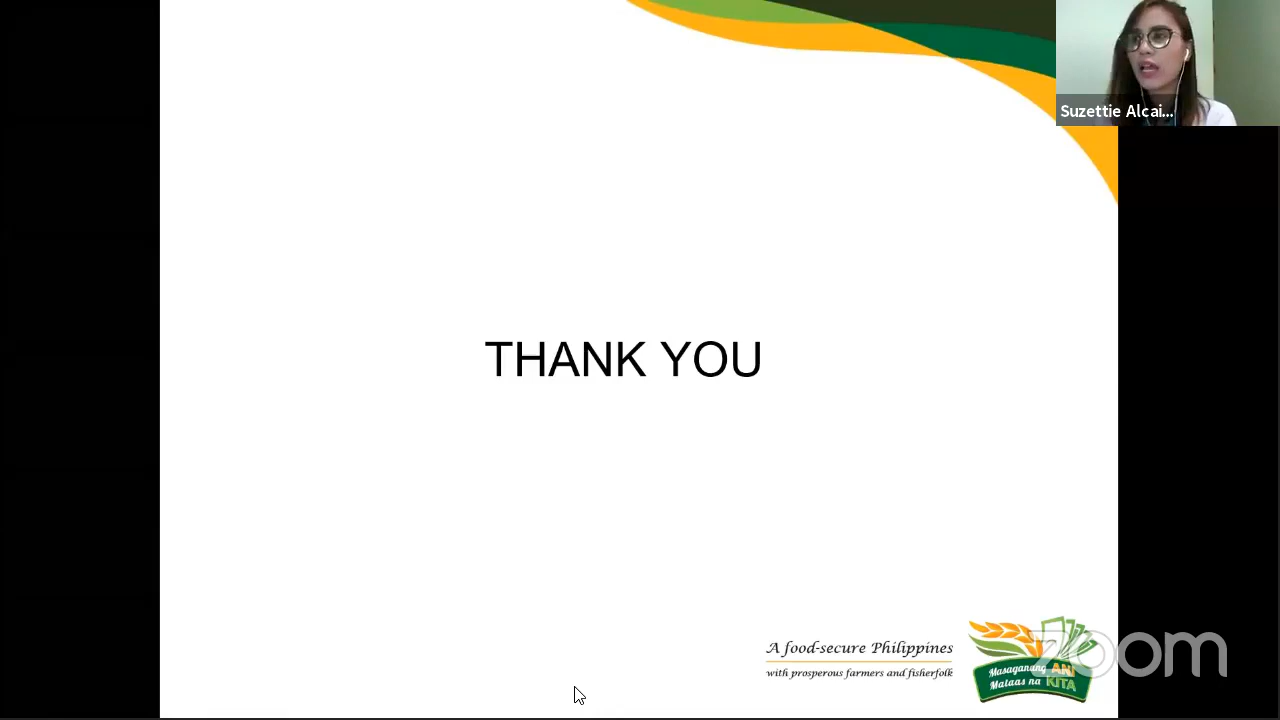 Suzettie Alcai...
THANK YOU
A food-secure Philippines
with prosperous farmers and fisherfolk
Masaganang ANI
Mataas na KITA
zoom